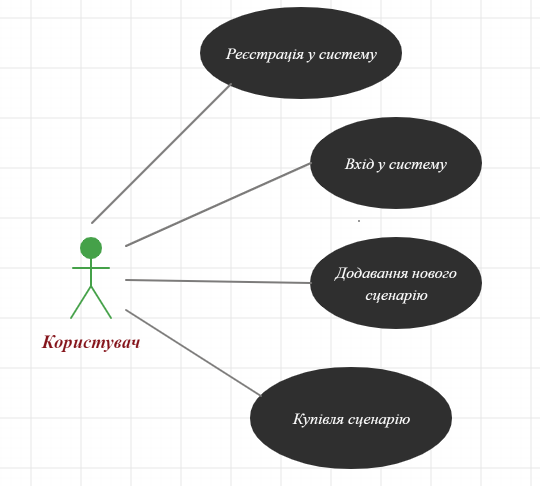 Реєстрація у систему
Вхід у систему
Додавання нового
сценарію
Користувач
Купівля сценарію